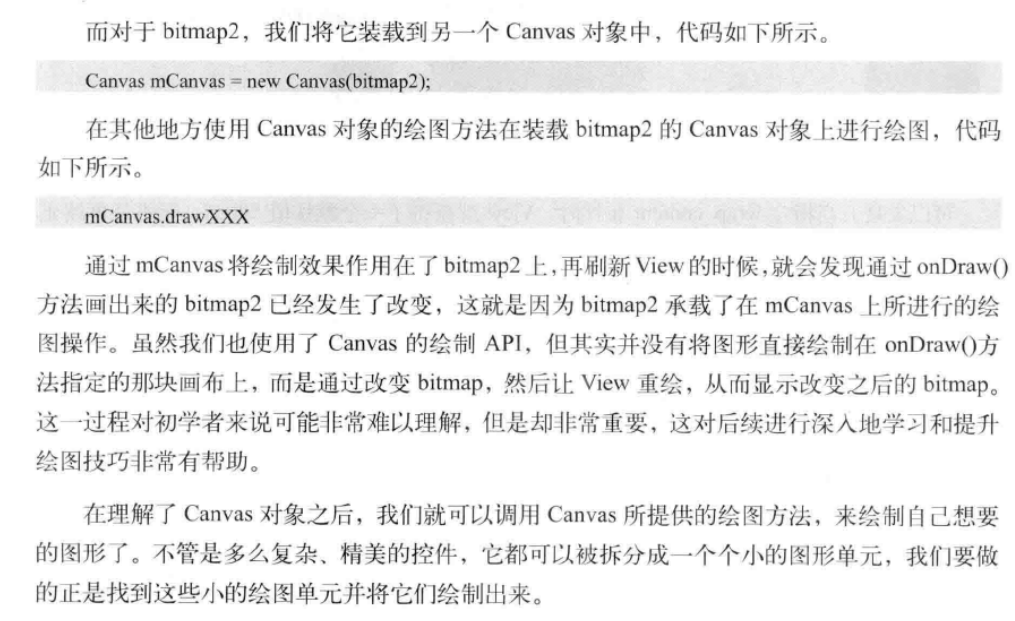 而对于 bitmap2，我们将它装载到另一个 Canvas 对象中，代码如下所示。
Canvas mCanvas = new Canvas(bitmap2);
在其他地方使用 Canvas 对象的绘图方法在装载 bitmap2 的 Canvas 对象上进行绘图，代码
如下所示。
mCanvas.drawXXX
通过 mCanvas 将绘制效果作用在了 bitmap2 上，再刷新 View 的时候，就会发现通过 onDraw()
方法画出来的 bitmap2 已经发生了改变，这就是因为 bitmap2 承载了在 mCanvas 上所进行的绘
图操作。虽然我们也使用了 Canvas 的绘制 API，但其实并没有将图形直接绘制在 onDraw()方
法指定的那块画布上，而是通过改变 bitmap，然后让 View 重绘，从而显示改变之后的 bitmap。
这一过程对初学者来说可能非常难以理解，但是却非常重要，这对后续进行深入地学习和提升
绘图技巧非常有帮助。
在理解了 Canvas 对象之后，我们就可以调用 Canvas 所提供的绘图方法，来绘制自己想要
的图形了。不管是多么复杂、精美的控件，它都可以被拆分成一个个小的图形单元，我们要做
的正是找到这些小的绘图单元并将它们绘制出来。